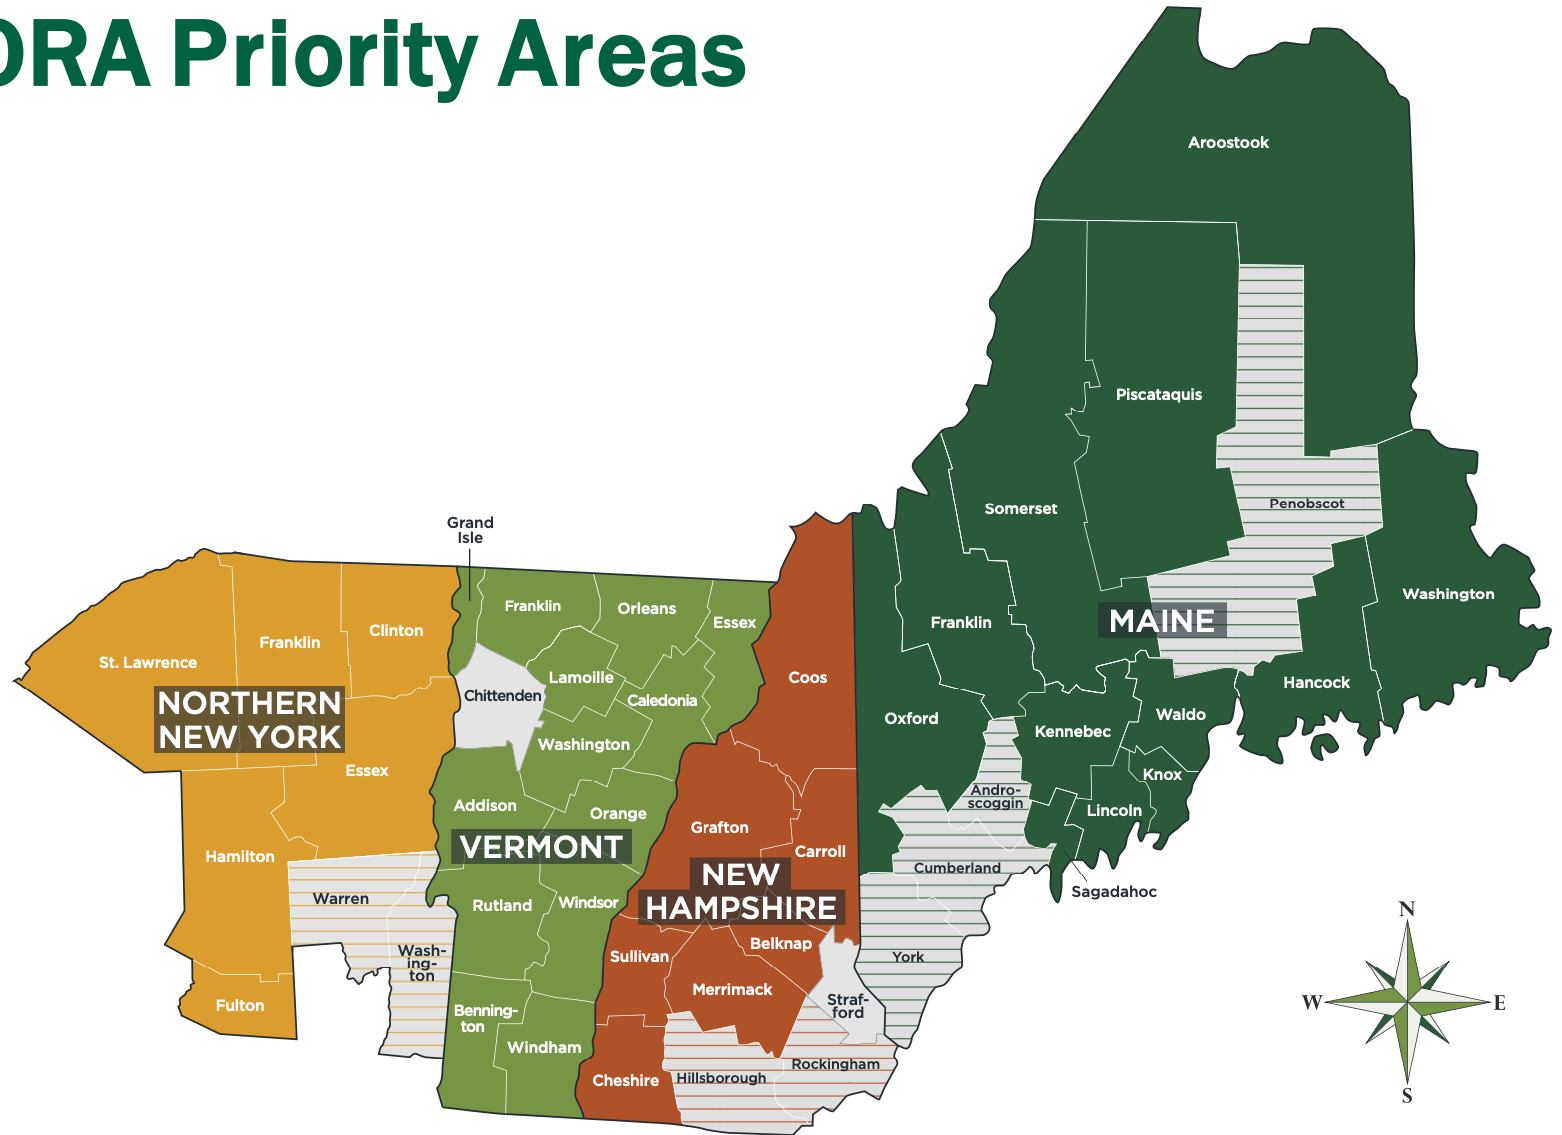 ORA Priority Areas
Aroostook
Piscataquis
Penobscot
Somerset
Grand
Isle
Washington
Franklin
Orleans
Essex
Franklin
Clinton
Franklin
St. Lawrence
MAINE
Hancock
Lamoille
Coos
Chittenden
Caledonia
NORTHERN
NEW YORK
Oxford
Waldo
Kennebec
Washington
Essex
Knox
Andro-
scoggin
Addison
Orange
Lincoln
Grafton
VERMONT
Carroll
Hamilton
Cumberland
NEW
HAMPSHIRE
Sagadahoc
Warren
Rutland
Windsor
N
Belknap
Wash-
ing-
ton
Sullivan
York
Merrimack
W
E
Fulton
Benning-
ton
Straf-
ford
Windham
Rockingham
Cheshire
Hillsborough
S